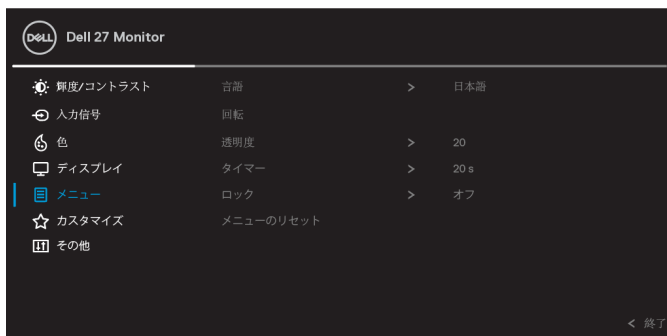 DELL Dell 27 Monitor
輝度/コントラスト 言語 > 日本語
入力信号 回転
色 透明度 > 20
ディスプレイ タイマー > 20 s
メニュー ロック > オフ
カスタマイズ メニューのリセット
その他
< 終了